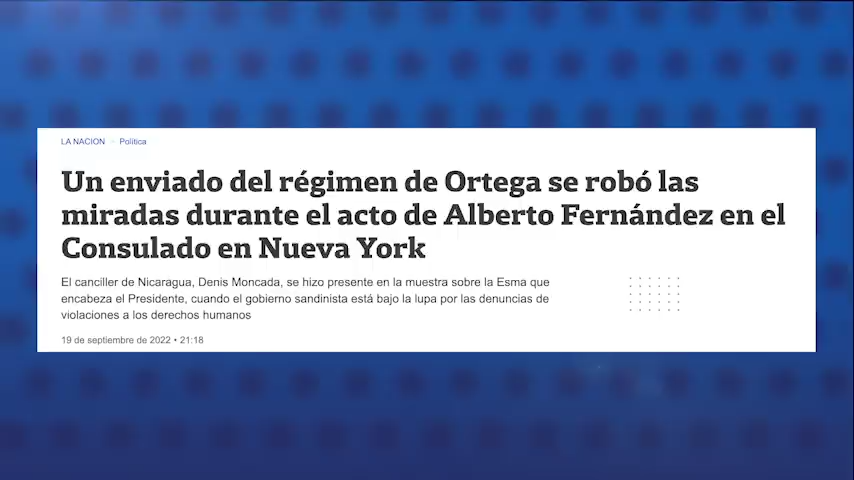 LA NACION Política
Un enviado del régimen de Ortega se robó las
miradas durante el acto de Alberto Fernández en el
Consulado en Nueva York
El canciller de Nicaragua, Denis Moncada, se hizo presente en la muestra sobre la Esma que
encabeza el Presidente, cuando el gobierno sandinista está bajo la lupa por las denuncias de
violaciones a los derechos humanos
19 de septiembre de 2022 • 21:18